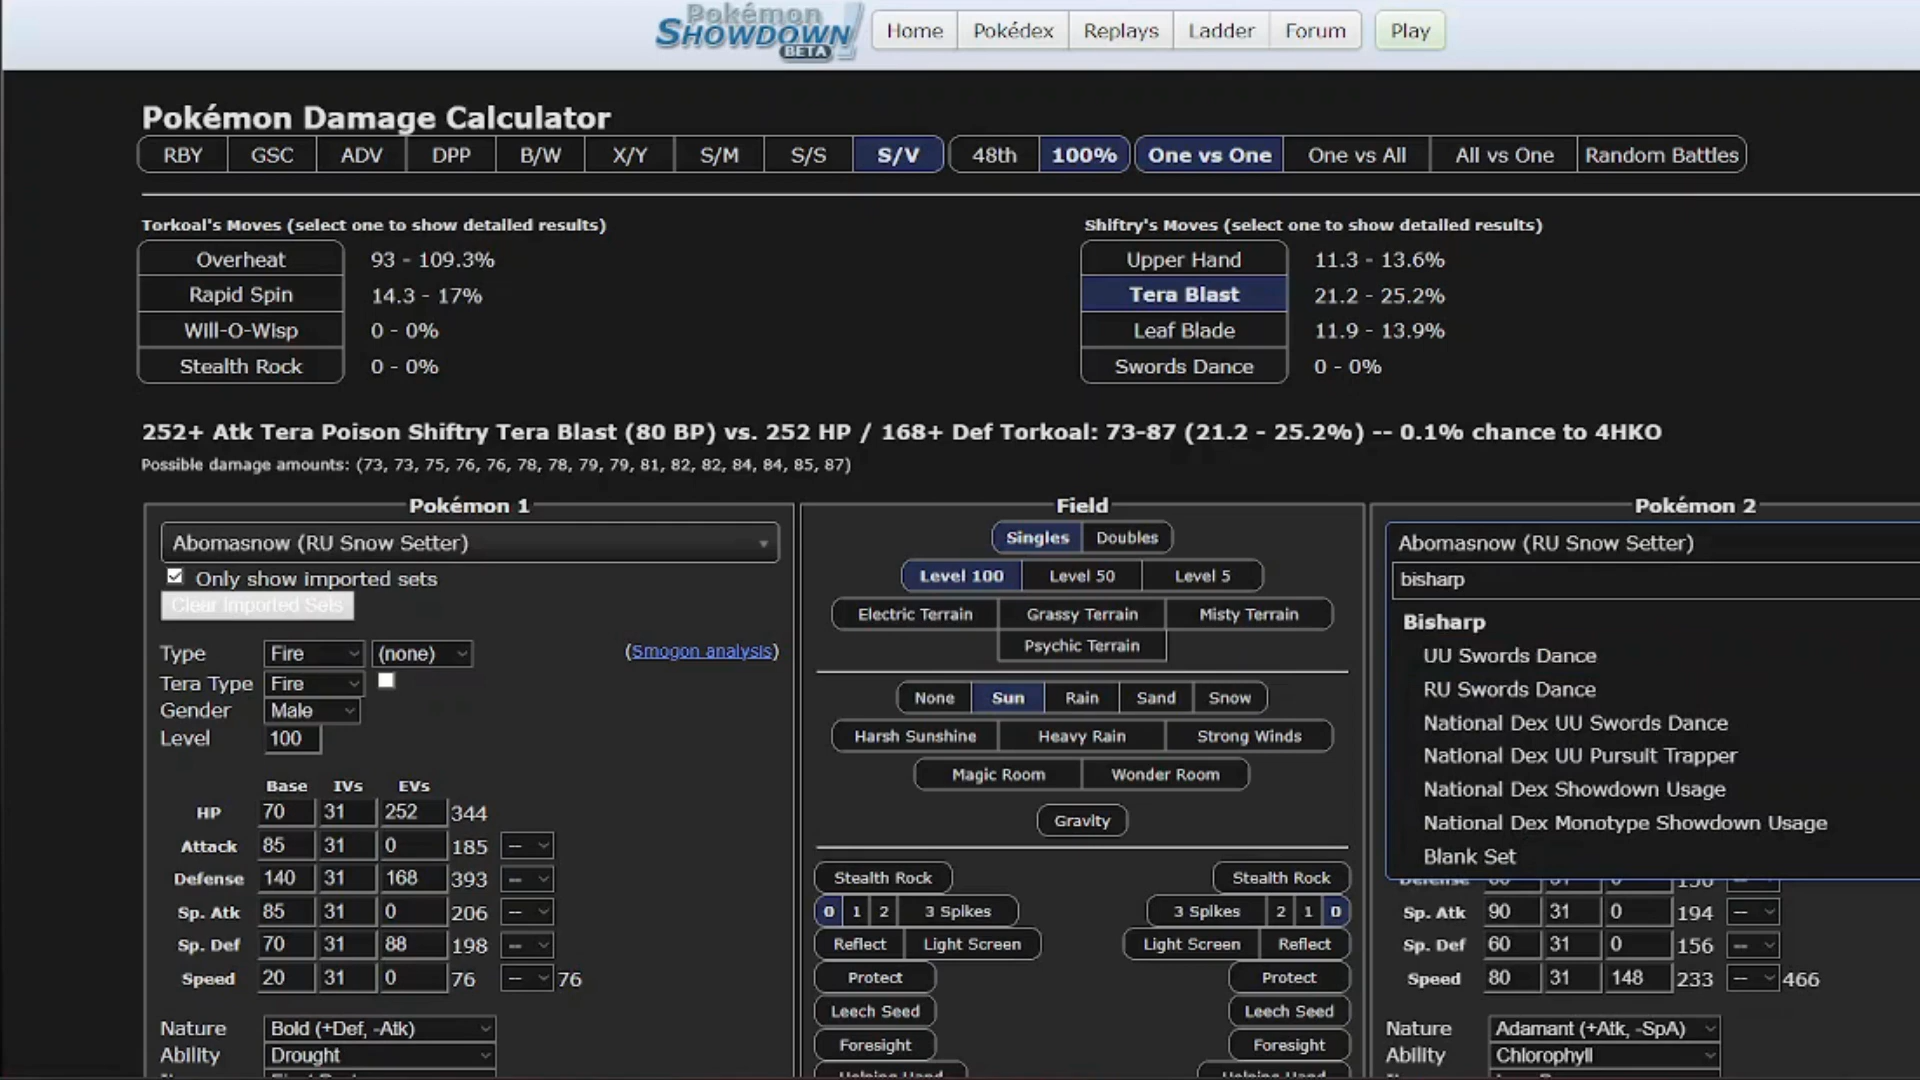 Pokémon
SHOWDOWN
BETA
Home Pokédex Replays Ladder Forum Play
Pokémon Damage Calculator
RBY GSC ADV DPP B/W X/Y S/M S/S S/V 48th 100% One vs One One vs All All vs One Random Battles
Torkoal's Moves (select one to show detailed results)
Overheat 93 - 109.3%
Rapid Spin 14.3 - 17%
Will-O-Wisp 0 - 0%
Stealth Rock 0 - 0%
Shiftry's Moves (select one to show detailed results)
Upper Hand 11.3 - 13.6%
Tera Blast 21.2 - 25.2%
Leaf Blade 11.9 - 13.9%
Swords Dance 0 - 0%
252+ Atk Tera Poison Shiftry Tera Blast (80 BP) vs. 252 HP / 168+ Def Torkoal: 73-87 (21.2 - 25.2%) -- 0.1% chance to 4HKO
Possible damage amounts: (73, 73, 75, 76, 76, 78, 78, 79, 79, 81, 82, 82, 84, 84, 85, 87)
Pokémon 1
Abomasnow (RU Snow Setter)
Only show imported sets
Clear Imported Sets
Type Fire (none) (Smogon analysis)
Tera Type Fire
Gender Male
Level 100
Base IVs EVs
HP 70 31 252 344
Attack 85 31 0 185 --
Defense 140 31 168 393 --
Sp. Atk 85 31 0 206 --
Sp. Def 70 31 88 198 --
Speed 20 31 0 76 -- 76
Nature Bold (+Def, -Atk)
Ability Drought
Field
Singles Doubles
Level 100 Level 50 Level 5
Electric Terrain Grassy Terrain Misty Terrain
Psychic Terrain
None Sun Rain Sand Snow
Harsh Sunshine Heavy Rain Strong Winds
Magic Room Wonder Room
Gravity
Stealth Rock Stealth Rock
0 1 2 3 Spikes 3 Spikes 2 1 0
Reflect Light Screen Light Screen Reflect
Protect Protect
Leech Seed Leech Seed
Foresight Foresight
Helping Hand Helping Hand
Pokémon 2
Abomasnow (RU Snow Setter)
bisharp
Bisharp
UU Swords Dance
RU Swords Dance
National Dex UU Swords Dance
National Dex UU Pursuit Trapper
National Dex Showdown Usage
National Dex Monotype Showdown Usage
Blank Set
Defense 60 31 0 156 --
Sp. Atk 90 31 0 194 --
Sp. Def 60 31 0 156 --
Speed 80 31 148 233 -- 466
Nature Adamant (+Atk, -SpA)
Ability Chlorophyll